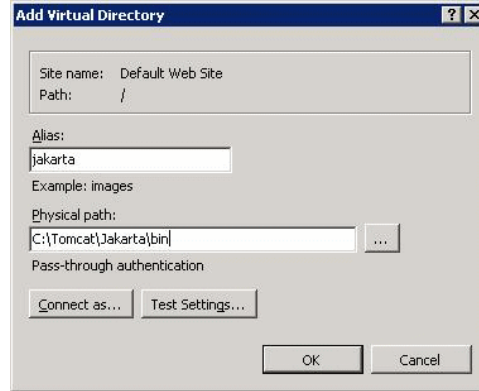 Add Virtual Directory
Site name: Default Web Site
Path: /
Alias:
jakarta
Example: images
Physical path:
C:\Tomcat\Jakarta\bin
...
Pass-through authentication
Connect as... Test Settings...
OK Cancel